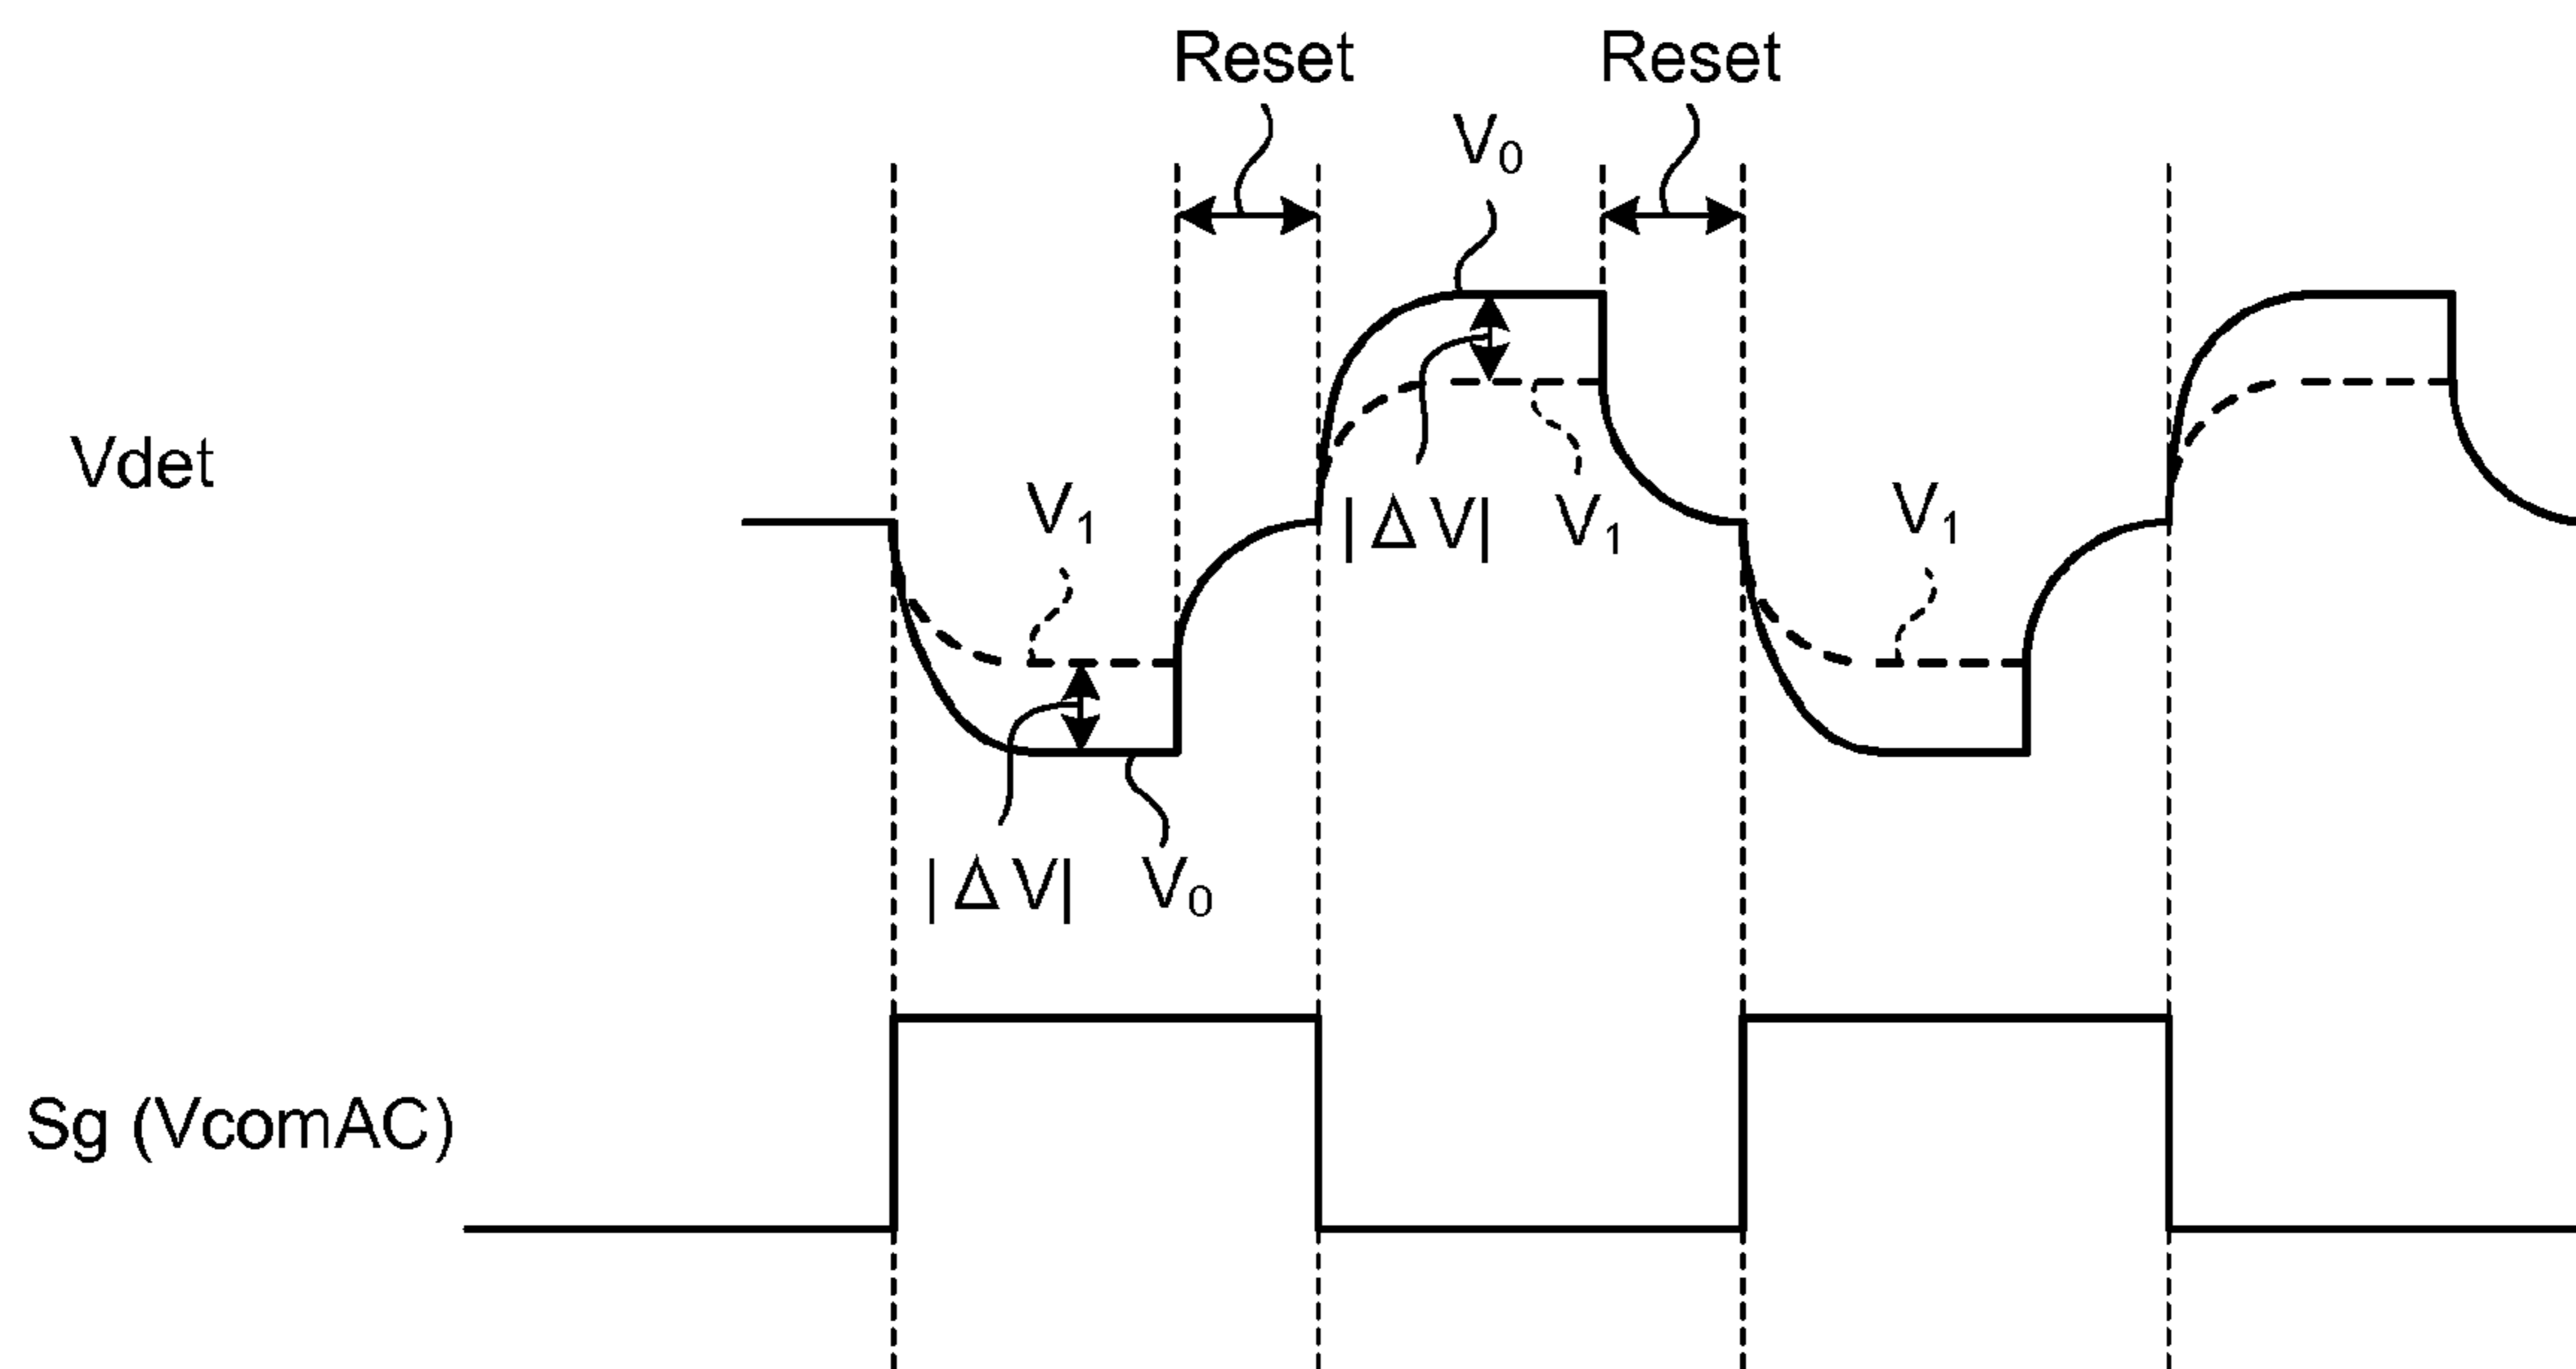 Reset
Reset
V₀
Vdet
V₁
|ΔV|
V₁
V₁
|ΔV|
V₀
Sg (VcomAC)